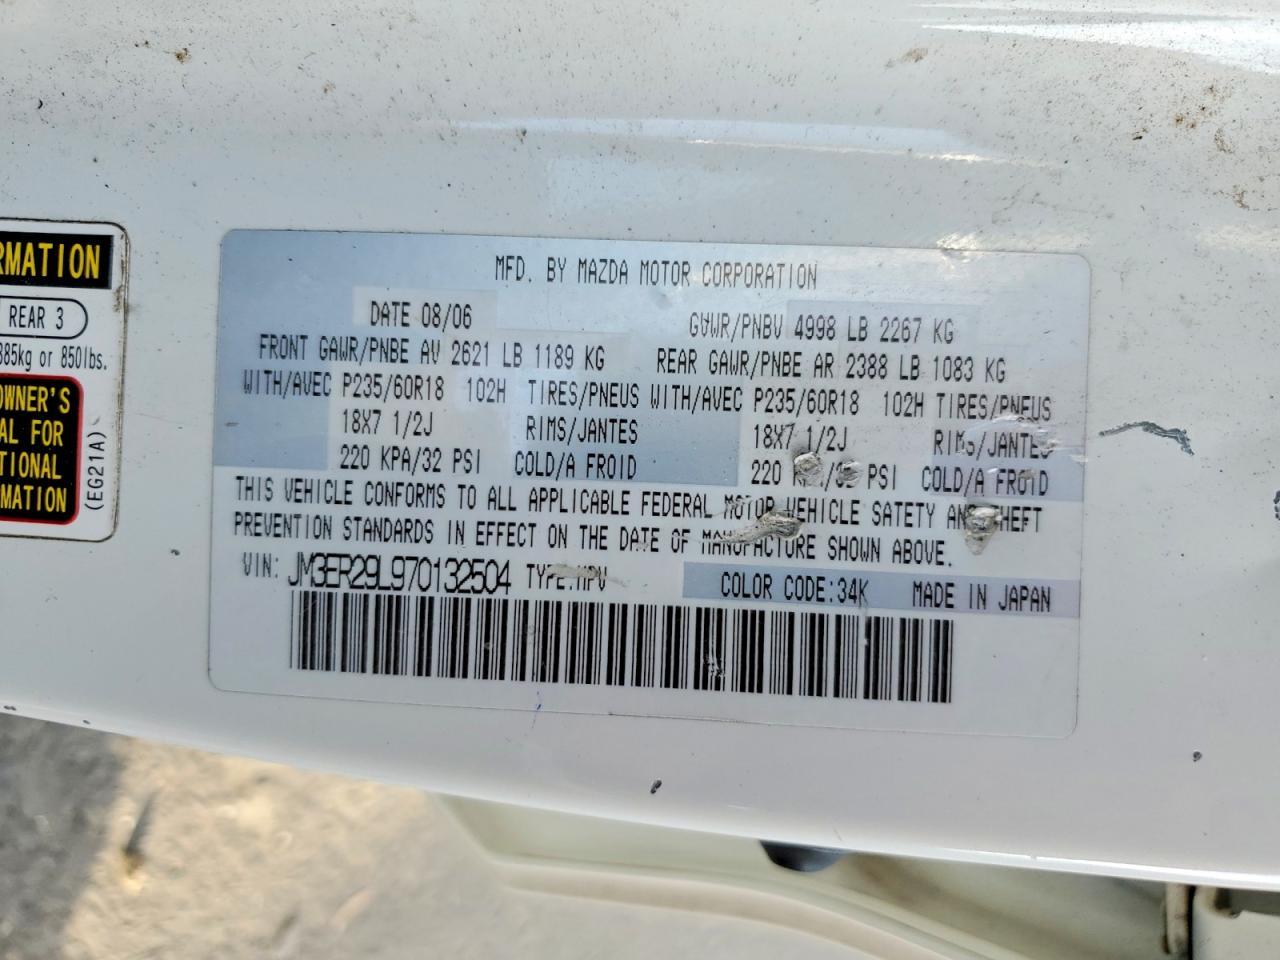 RMATION
REAR 3
385kg or 850lbs.
OWNER'S
AL FOR
TIONAL
RMATION
(EG21A)
MFD. BY MAZDA MOTOR CORPORATION
DATE 08/06 GVWR/PNBV 4998 LB 2267 KG
FRONT GAWR/PNBE AV 2621 LB 1189 KG REAR GAWR/PNBE AR 2388 LB 1083 KG
WITH/AVEC P235/60R18 102H TIRES/PNEUS WITH/AVEC P235/60R18 102H TIRES/PNEUS
18X7 1/2J RIMS/JANTES 18X7 1/2J RIMS/JANTES
220 KPA/32 PSI COLD/A FROID 220 KPA/32 PSI COLD/A FROID
THIS VEHICLE CONFORMS TO ALL APPLICABLE FEDERAL MOTOR VEHICLE SAFETY AND THEFT
PREVENTION STANDARDS IN EFFECT ON THE DATE OF MANUFACTURE SHOWN ABOVE.
VIN: JM3ER29L970132504 TYPE:MPV COLOR CODE:34K MADE IN JAPAN